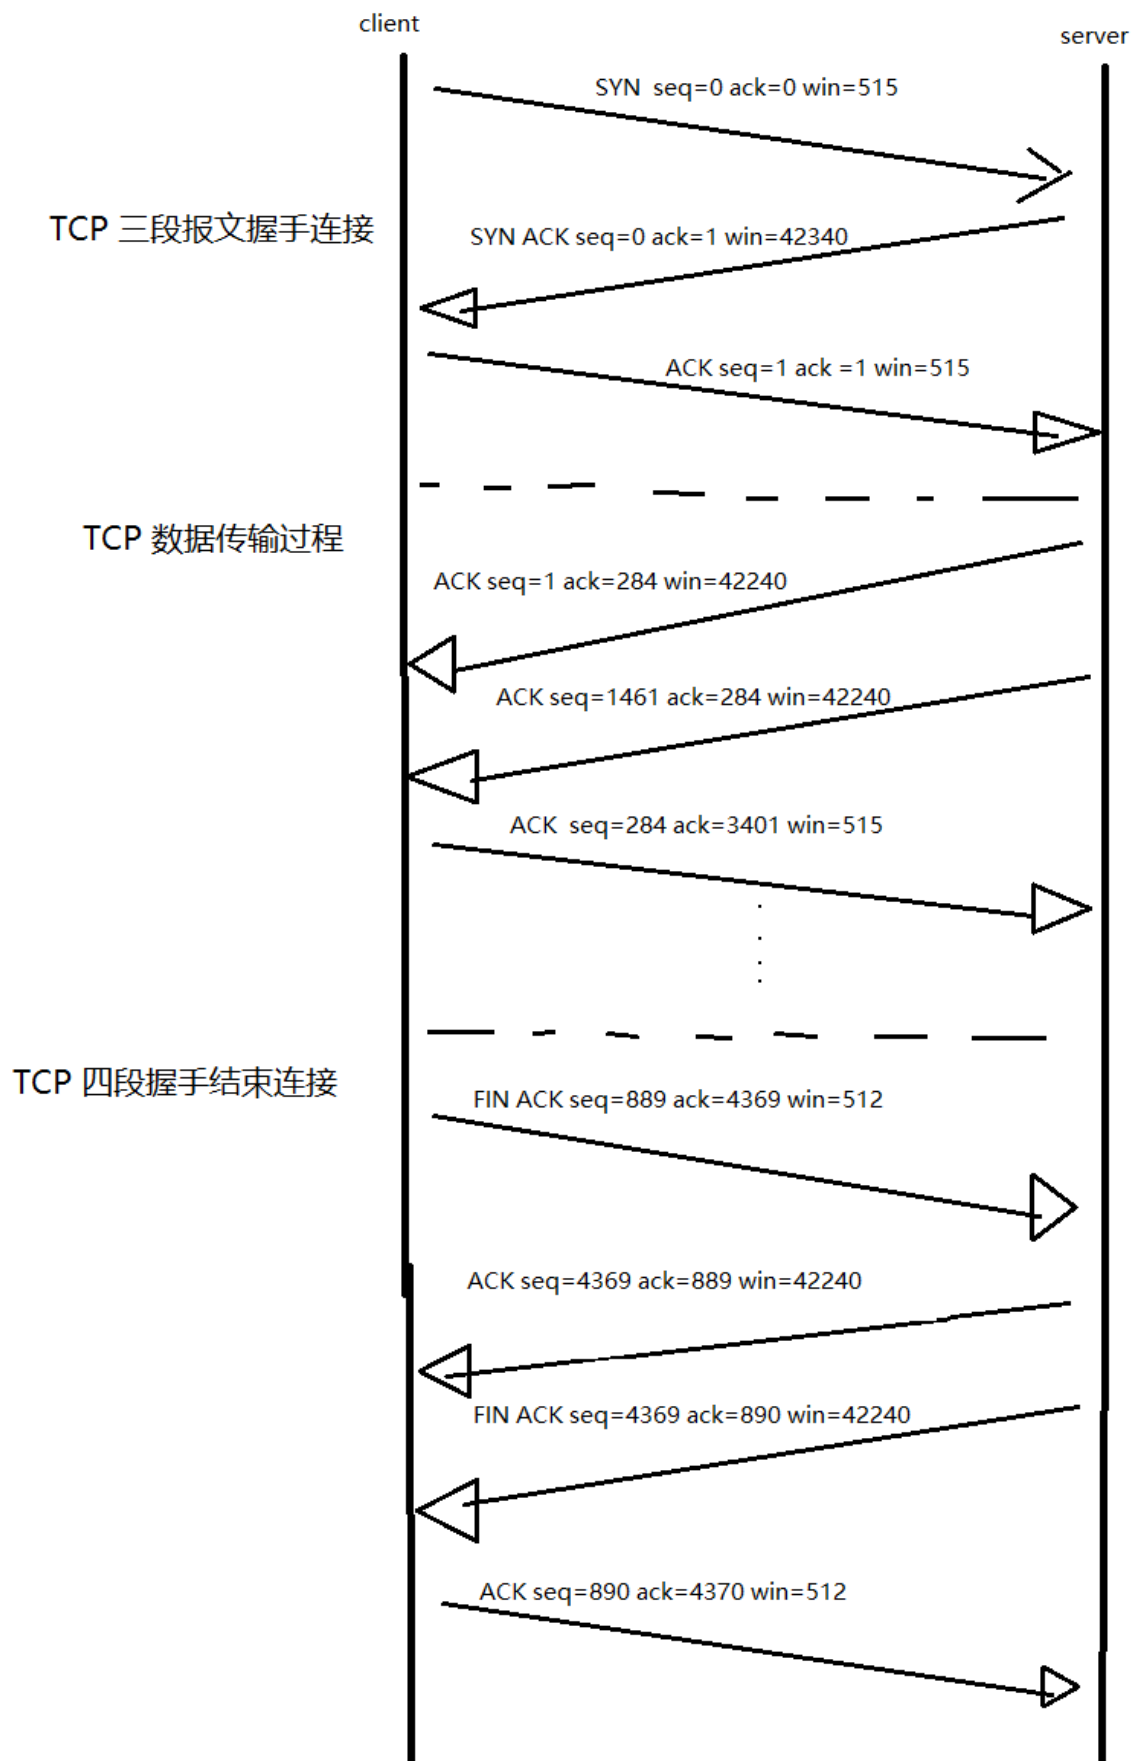 client
server
SYN  seq=0 ack=0 win=515
TCP 三段报文握手连接
SYN ACK seq=0 ack=1 win=42340
ACK seq=1 ack =1 win=515
TCP 数据传输过程
ACK seq=1 ack=284 win=42240
ACK seq=1461 ack=284 win=42240
ACK  seq=284 ack=3401 win=515
TCP 四段握手结束连接
FIN ACK seq=889 ack=4369 win=512
ACK seq=4369 ack=889 win=42240
FIN ACK seq=4369 ack=890 win=42240
ACK seq=890 ack=4370 win=512